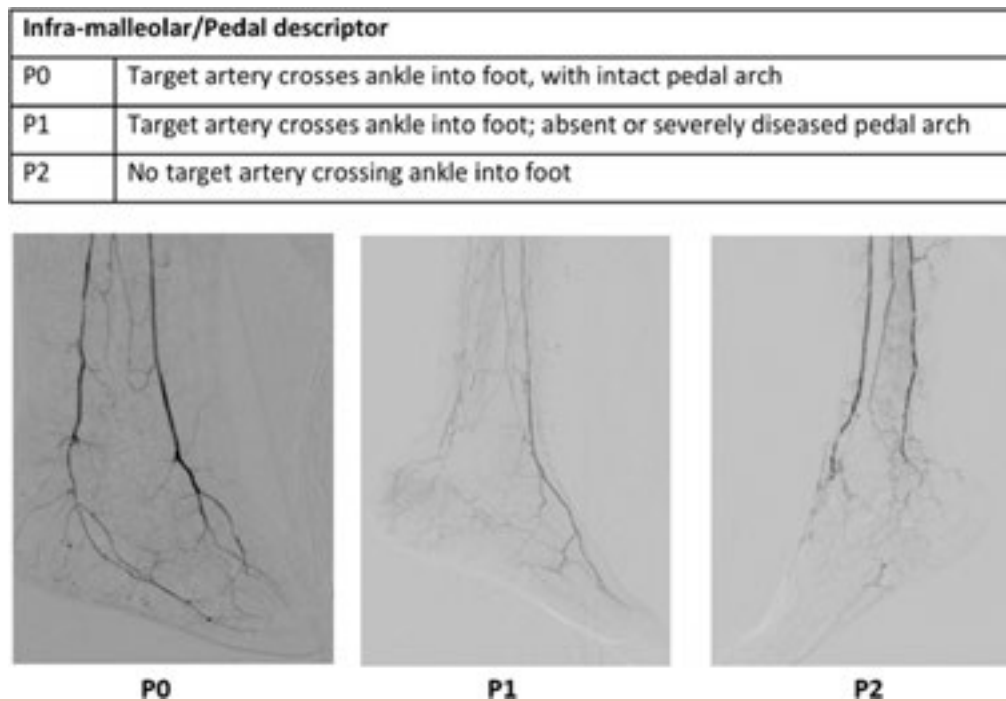 Infra-malleolar/Pedal descriptor
P0 Target artery crosses ankle into foot, with intact pedal arch
P1 Target artery crosses ankle into foot; absent or severely diseased pedal arch
P2 No target artery crossing ankle into foot
P0 P1 P2